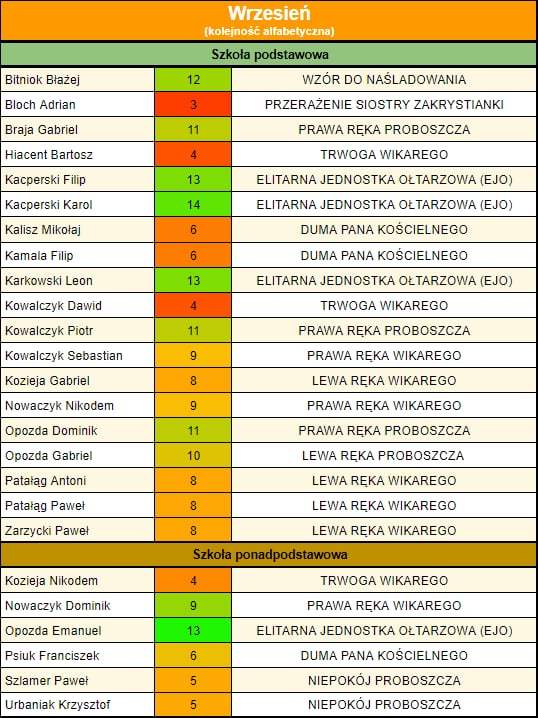 Wrzesień
(kolejność alfabetyczna)
Szkoła podstawowa
Bitniok Błażej 12 WZÓR DO NAŚLADOWANIA
Bloch Adrian 3 PRZERAŻENIE SIOSTRY ZAKRYSTIANKI
Braja Gabriel 11 PRAWA RĘKA PROBOSZCZA
Hiacent Bartosz 4 TRWOGA WIKAREGO
Kacperski Filip 13 ELITARNA JEDNOSTKA OŁTARZOWA (EJO)
Kacperski Karol 14 ELITARNA JEDNOSTKA OŁTARZOWA (EJO)
Kalisz Mikołaj 6 DUMA PANA KOŚCIELNEGO
Kamala Filip 6 DUMA PANA KOŚCIELNEGO
Karkowski Leon 13 ELITARNA JEDNOSTKA OŁTARZOWA (EJO)
Kowalczyk Dawid 4 TRWOGA WIKAREGO
Kowalczyk Piotr 11 PRAWA RĘKA PROBOSZCZA
Kowalczyk Sebastian 9 PRAWA RĘKA WIKAREGO
Kozieja Gabriel 8 LEWA RĘKA WIKAREGO
Nowaczyk Nikodem 9 PRAWA RĘKA WIKAREGO
Opozda Dominik 11 PRAWA RĘKA PROBOSZCZA
Opozda Gabriel 10 LEWA RĘKA PROBOSZCZA
Patałąg Antoni 8 LEWA RĘKA WIKAREGO
Patałąg Paweł 8 LEWA RĘKA WIKAREGO
Zarzycki Paweł 8 LEWA RĘKA WIKAREGO
Szkoła ponadpodstawowa
Kozieja Nikodem 4 TRWOGA WIKAREGO
Nowaczyk Dominik 9 PRAWA RĘKA WIKAREGO
Opozda Emanuel 13 ELITARNA JEDNOSTKA OŁTARZOWA (EJO)
Psiuk Franciszek 6 DUMA PANA KOŚCIELNEGO
Szlamer Paweł 5 NIEPOKÓJ PROBOSZCZA
Urbaniak Krzysztof 5 NIEPOKÓJ PROBOSZCZA